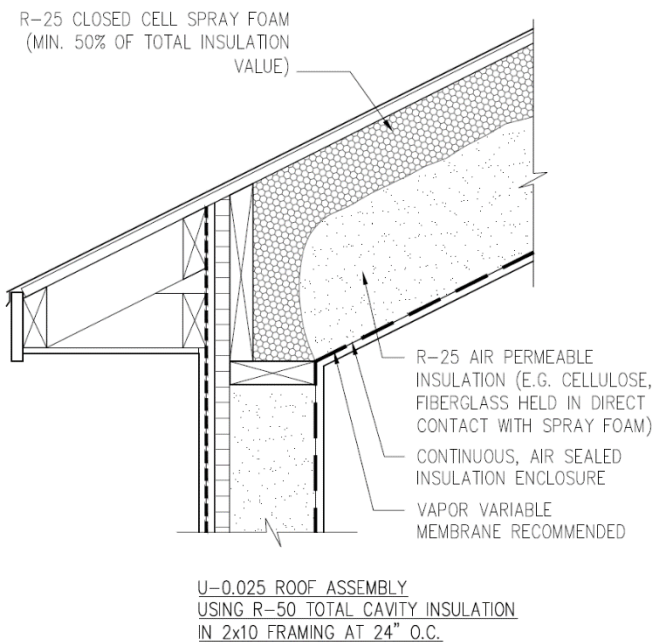 R-25 CLOSED CELL SPRAY FOAM
(MIN. 50% OF TOTAL INSULATION
VALUE)
R-25 AIR PERMEABLE
INSULATION (E.G. CELLULOSE,
FIBERGLASS HELD IN DIRECT
CONTACT WITH SPRAY FOAM)
CONTINUOUS, AIR SEALED
INSULATION ENCLOSURE
VAPOR VARIABLE
MEMBRANE RECOMMENDED
U-0.025 ROOF ASSEMBLY
USING R-50 TOTAL CAVITY INSULATION
IN 2x10 FRAMING AT 24" O.C.